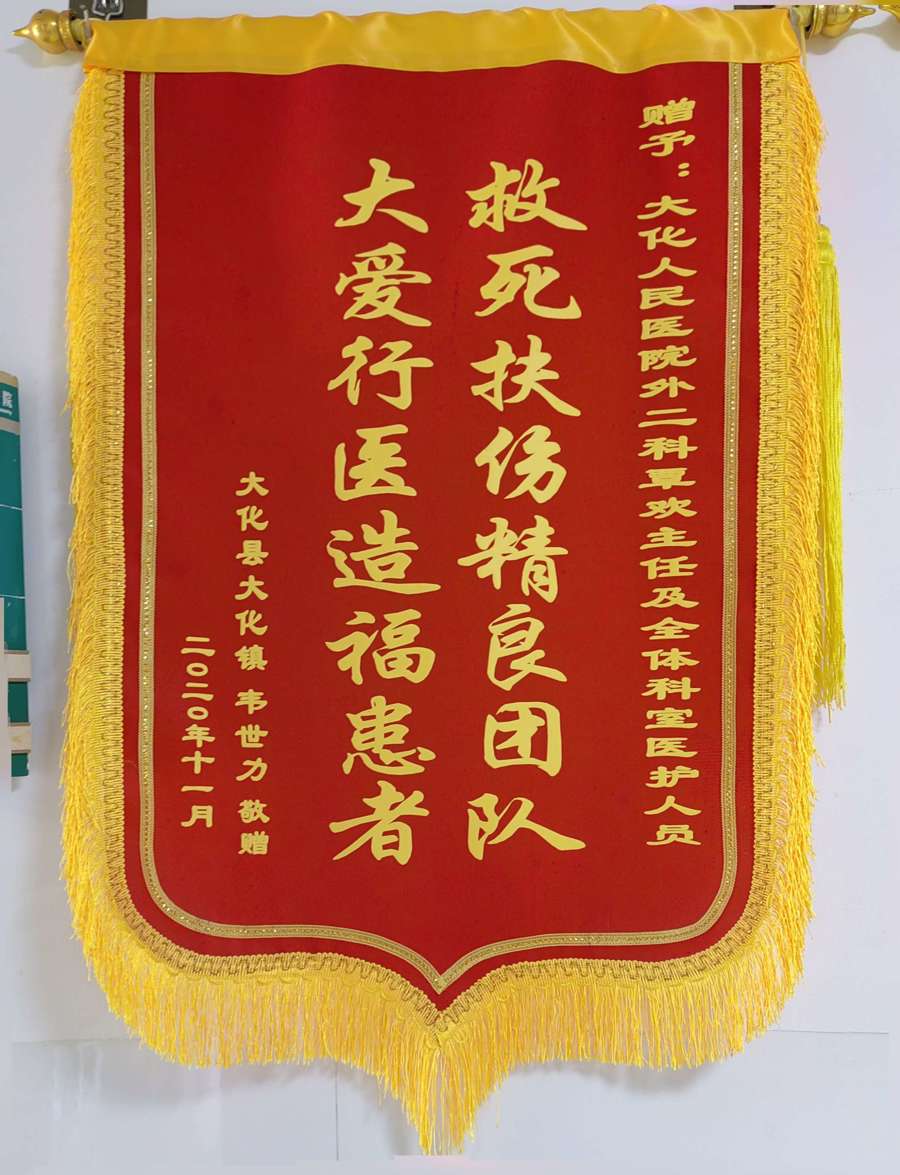 赠予：大化人民医院外二科覃欢主任及全体科室医护人员
救死扶伤精良团队
大爱行医造福患者
大化县大化镇 韦世力 敬赠
二〇二〇年十一月
院